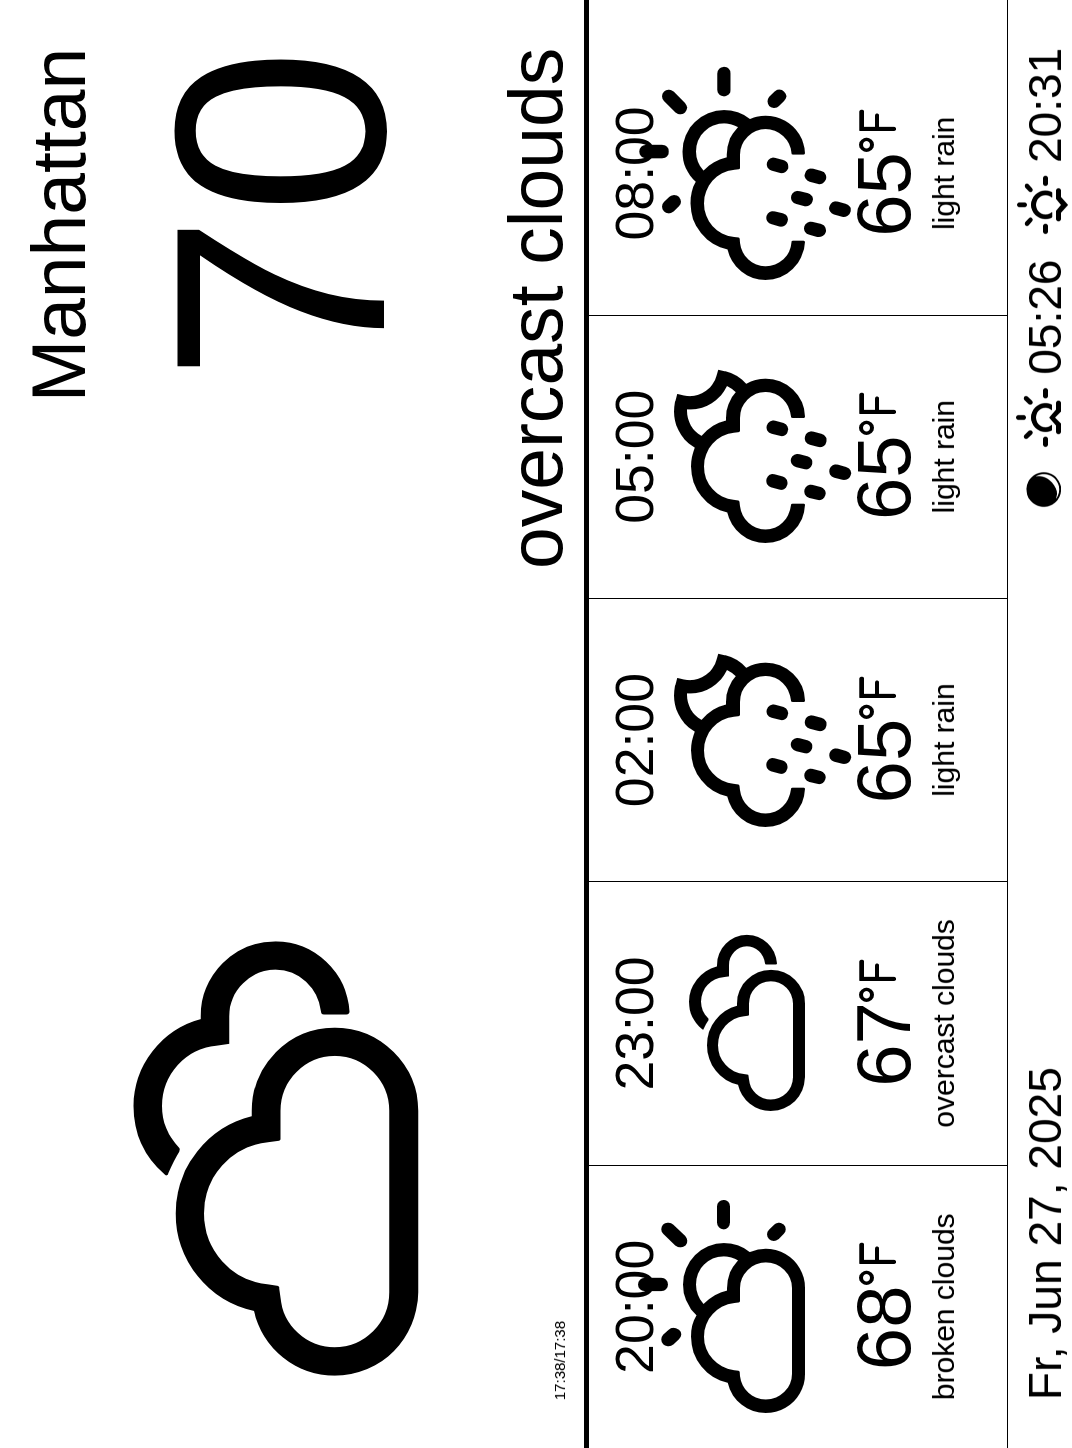 Manhattan
70
overcast clouds
17:38/17:38
20:00
68°F
broken clouds
23:00
67°F
overcast clouds
02:00
65°F
light rain
05:00
65°F
light rain
08:00
65°F
light rain
Fr, Jun 27, 2025
05:26
20:31